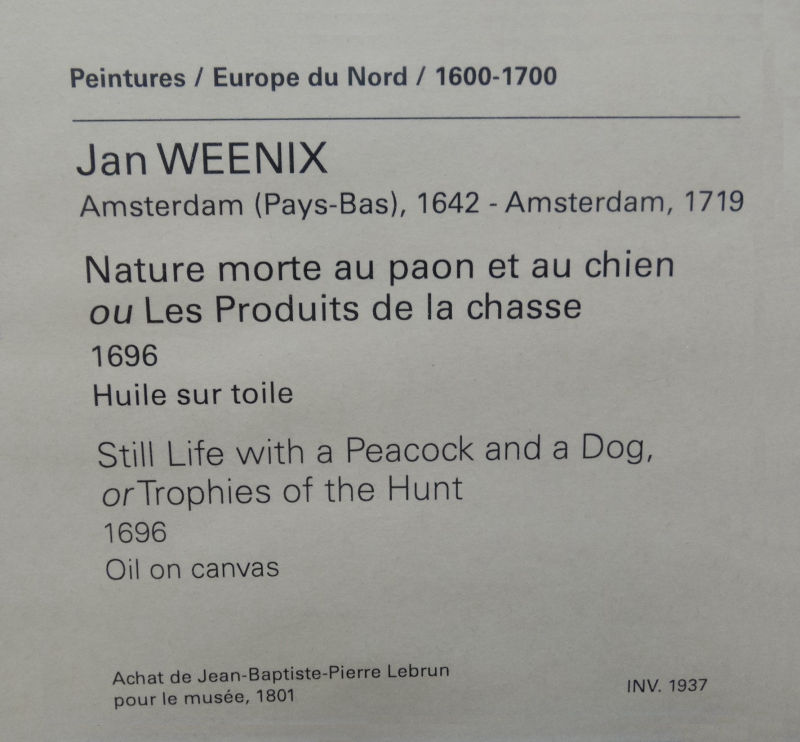 Peintures / Europe du Nord / 1600-1700
Jan WEENIX
Amsterdam (Pays-Bas), 1642 - Amsterdam, 1719
Nature morte au paon et au chien
ou Les Produits de la chasse
1696
Huile sur toile
Still Life with a Peacock and a Dog,
or Trophies of the Hunt
1696
Oil on canvas
Achat de Jean-Baptiste-Pierre Lebrun
pour le musée, 1801
INV. 1937